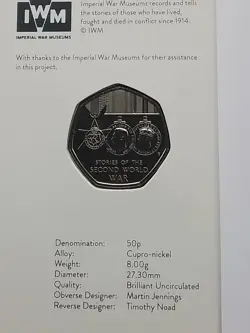 Imperial War Museums records and tells
the stories of those who have lived,
fought and died in conflict since 1914.
© IWM
IWM
IMPERIAL WAR MUSEUMS
With thanks to the Imperial War Museums for their assistance
in this project.
STORIES OF THE
SECOND WORLD
WAR
Denomination: 50p
Alloy: Cupro-nickel
Weight: 8.00g
Diameter: 27.30mm
Quality: Brilliant Uncirculated
Obverse Designer: Martin Jennings
Reverse Designer: Timothy Noad